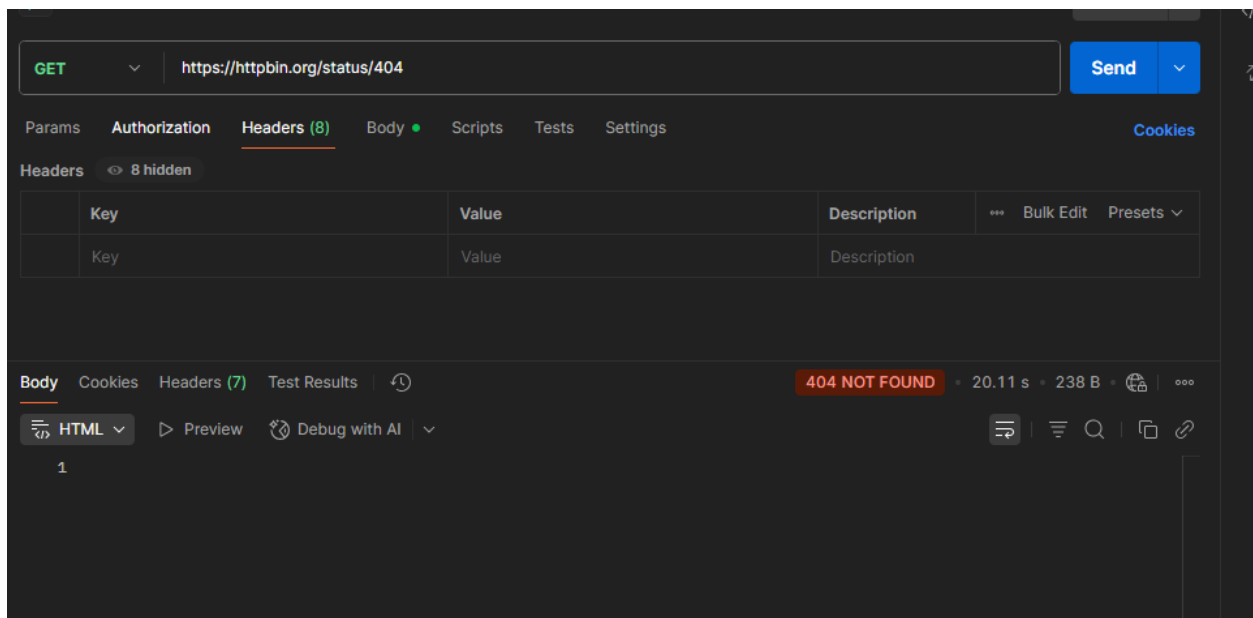 GET https://httpbin.org/status/404 Send
Params Authorization Headers (8) Body Scripts Tests Settings Cookies
Headers 8 hidden
Key Value Description Bulk Edit Presets
Key Value Description
Body Cookies Headers (7) Test Results 404 NOT FOUND 20.11 s 238 B
HTML Preview Debug with AI
1